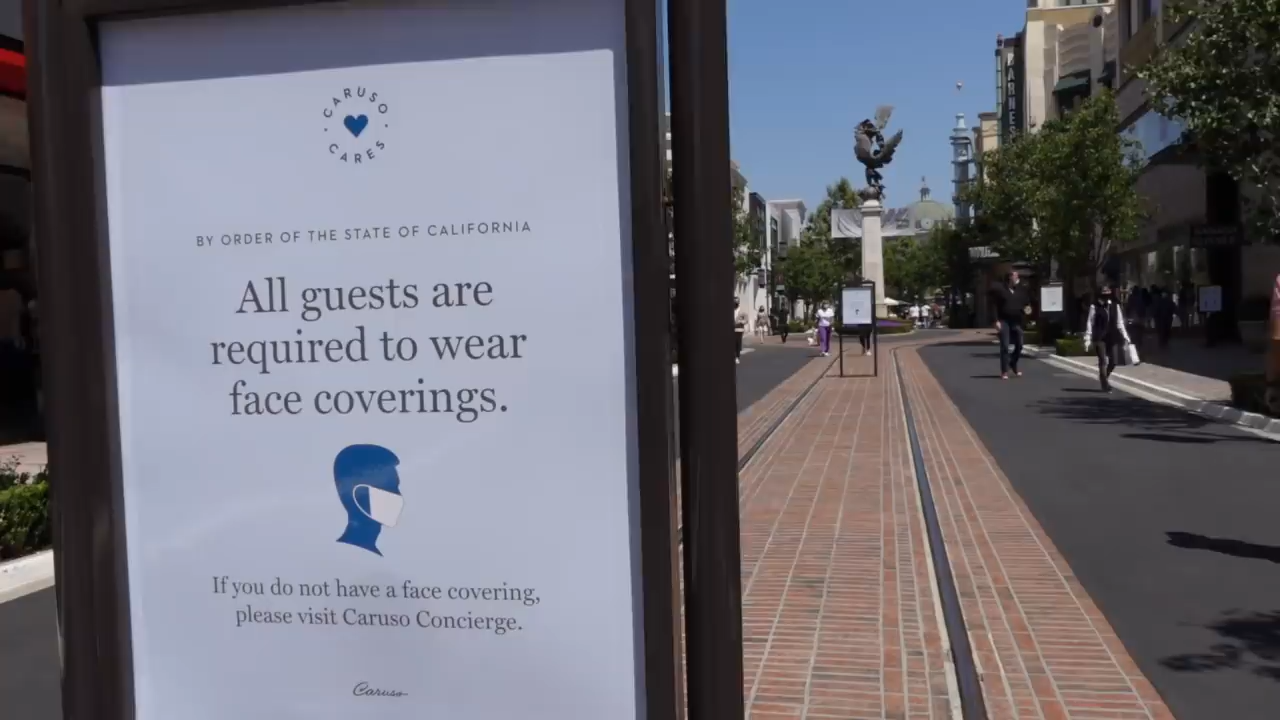 CARUSO
CARES
BY ORDER OF THE STATE OF CALIFORNIA
All guests are
required to wear
face coverings.
If you do not have a face covering,
please visit Caruso Concierge.
Caruso
BARNES